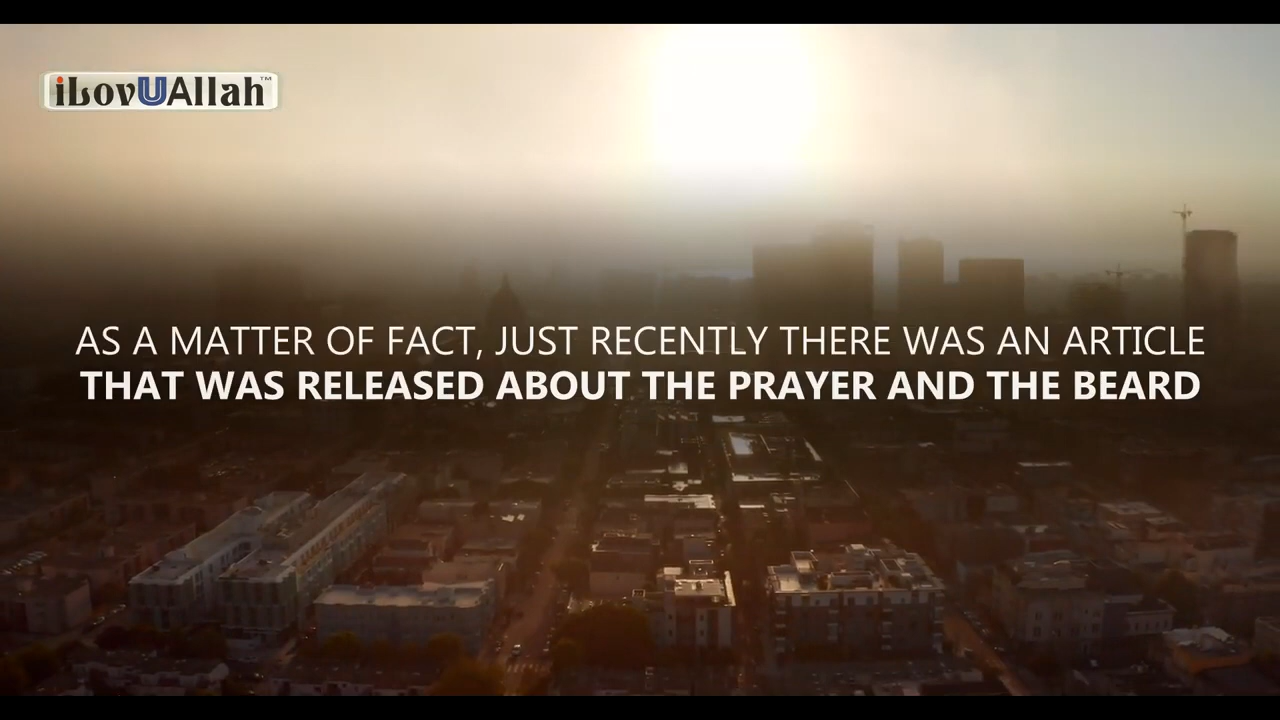 iLovUAllah™
AS A MATTER OF FACT, JUST RECENTLY THERE WAS AN ARTICLE
THAT WAS RELEASED ABOUT THE PRAYER AND THE BEARD